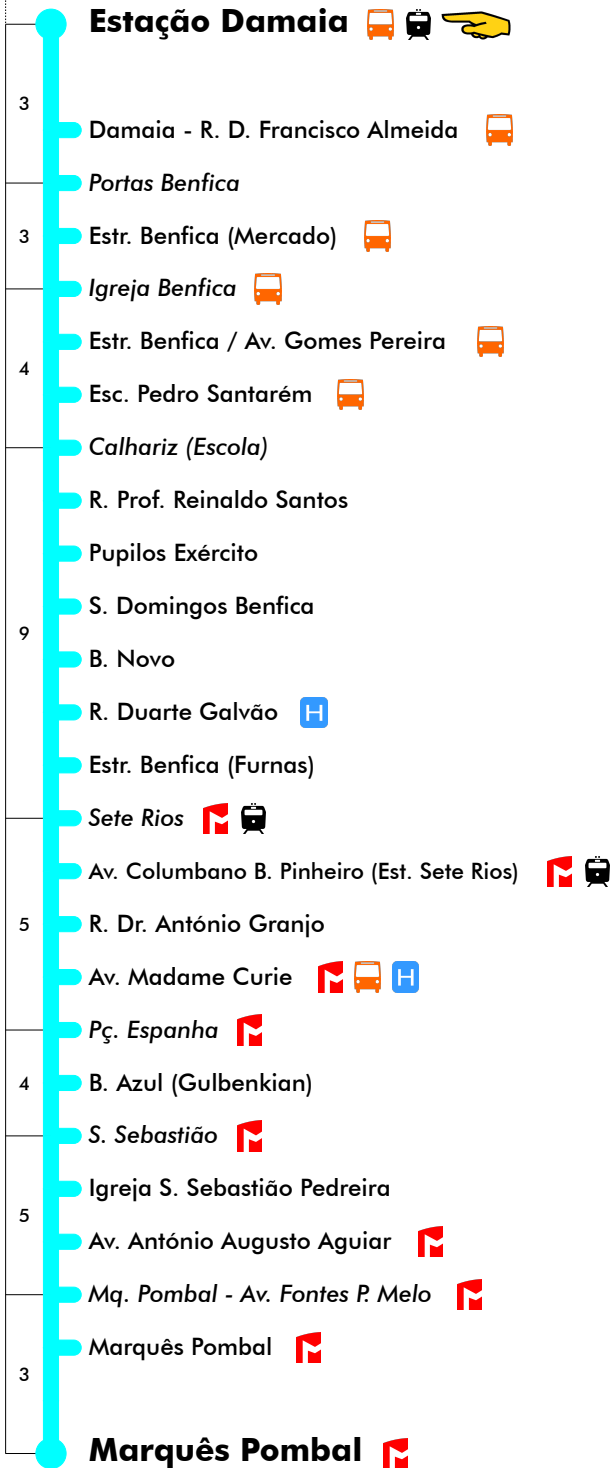 Estação Damaia
3
Damaia - R. D. Francisco Almeida
Portas Benfica
3
Estr. Benfica (Mercado)
Igreja Benfica
Estr. Benfica / Av. Gomes Pereira
4
Esc. Pedro Santarém
Calhariz (Escola)
R. Prof. Reinaldo Santos
Pupilos Exército
S. Domingos Benfica
9
B. Novo
R. Duarte Galvão H
Estr. Benfica (Furnas)
Sete Rios
Av. Columbano B. Pinheiro (Est. Sete Rios)
5
R. Dr. António Granjo
Av. Madame Curie H
Pç. Espanha
4
B. Azul (Gulbenkian)
S. Sebastião
Igreja S. Sebastião Pedreira
5
Av. António Augusto Aguiar
Mq. Pombal - Av. Fontes P. Melo
Marquês Pombal
3
Marquês Pombal